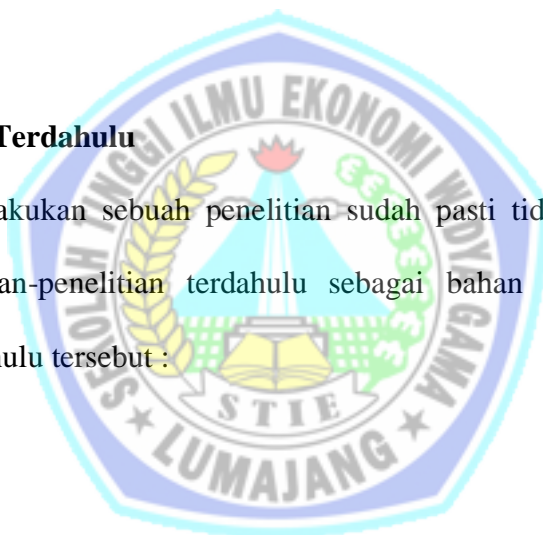 Terdahulu
akukan sebuah penelitian sudah pasti tid
an-penelitian terdahulu sebagai bahan
ulu tersebut :
SEKOLAH TINGGI ILMU EKONOMI WIDYA GAMA
STIE
LUMAJANG